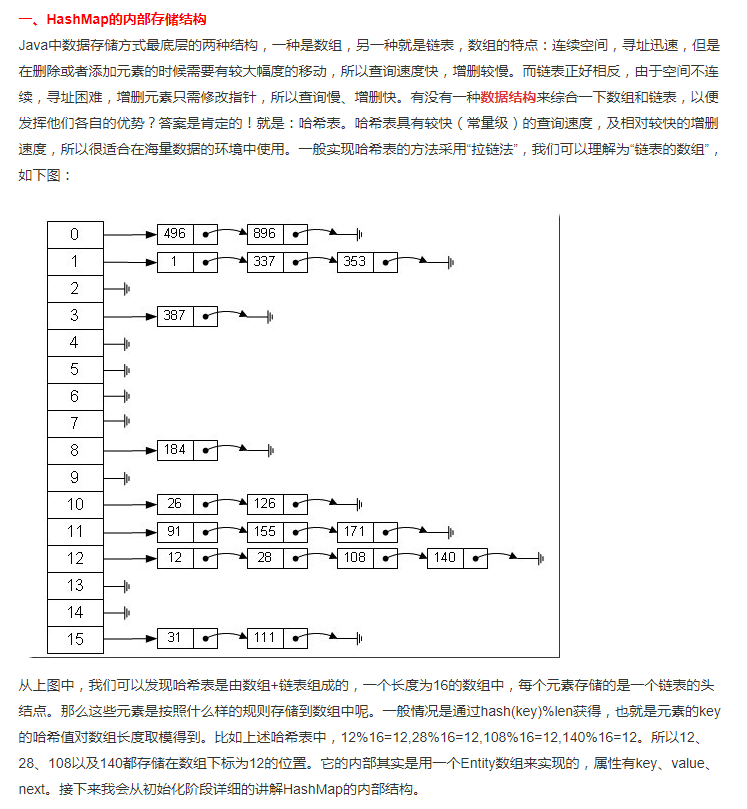 一、HashMap的内部存储结构
Java中数据存储方式最底层的两种结构，一种是数组，另一种就是链表，数组的特点：连续空间，寻址迅速，但是
在删除或者添加元素的时候需要有较大幅度的移动，所以查询速度快，增删较慢。而链表正好相反，由于空间不连
续，寻址困难，增删元素只需修改指针，所以查询慢、增删快。有没有一种数据结构来综合一下数组和链表，以便
发挥他们各自的优势？答案是肯定的！就是：哈希表。哈希表具有较快（常量级）的查询速度，及相对较快的增删
速度，所以很适合在海量数据的环境中使用。一般实现哈希表的方法采用“拉链法”，我们可以理解为“链表的数组”，
如下图：
0 496 896
1 1 337 353
2
3 387
4
5
6
7
8 184
9
10 26 126
11 91 155 171
12 12 28 108 140
13
14
15 31 111
从上图中，我们可以发现哈希表是由数组+链表组成的，一个长度为16的数组中，每个元素存储的是一个链表的头
结点。那么这些元素是按照什么样的规则存储到数组中呢。一般情况是通过hash(key)%len获得，也就是元素的key
的哈希值对数组长度取模得到。比如上述哈希表中，12%16=12,28%16=12,108%16=12,140%16=12。所以12、
28、108以及140都存储在数组下标为12的位置。它的内部其实是用一个Entity数组来实现的，属性有key、value、
next。接下来我会从初始化阶段详细的讲解HashMap的内部结构。